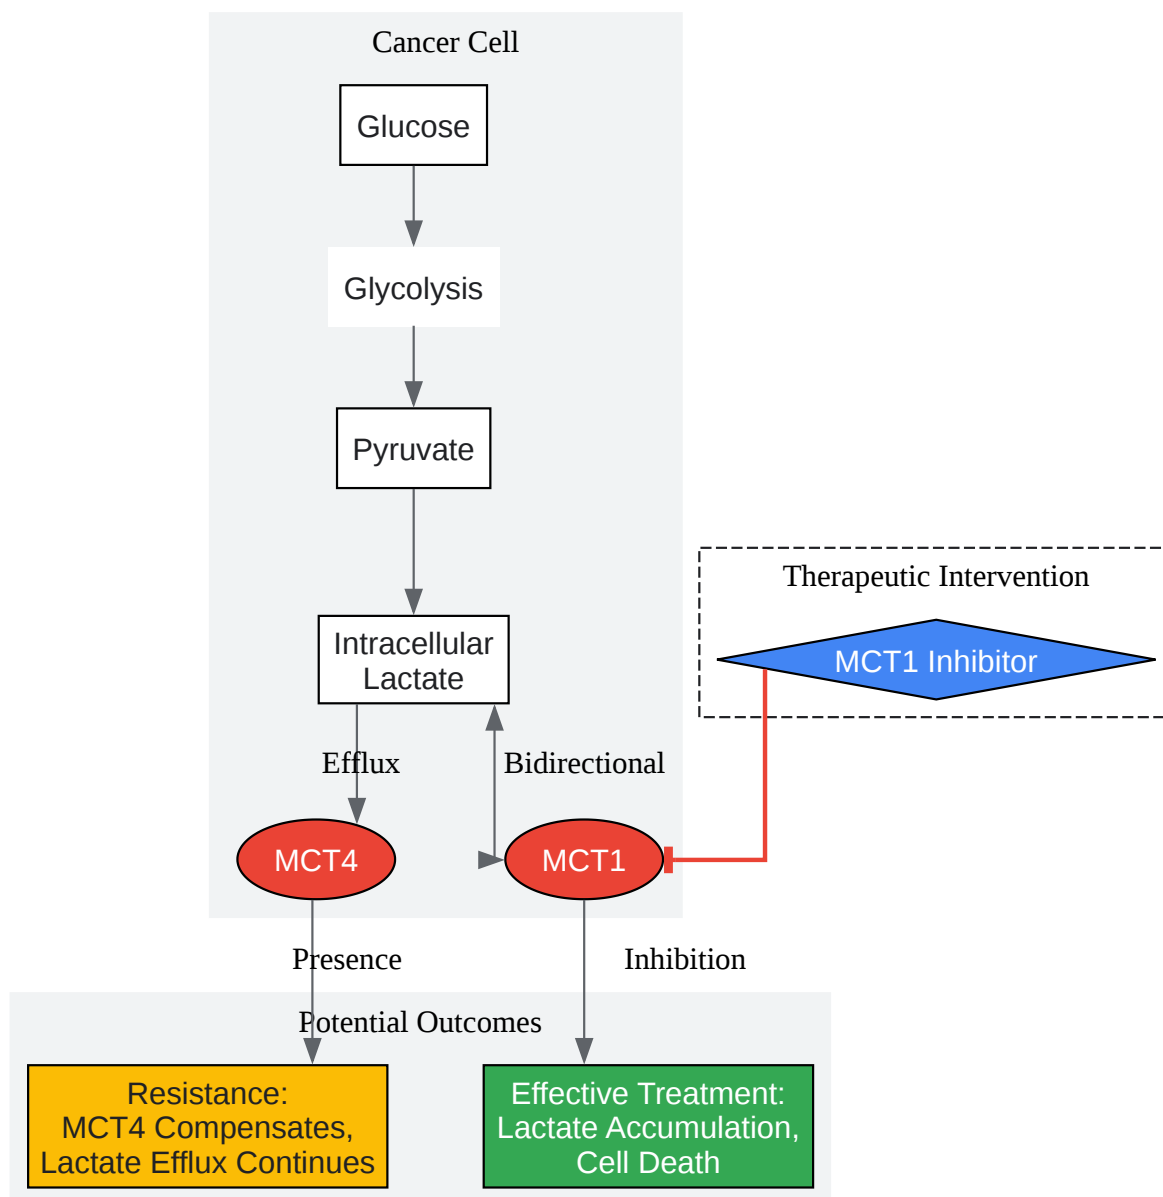 Cancer Cell
Glucose
Glycolysis
Pyruvate
Intracellular
Lactate
Therapeutic Intervention
MCT1 Inhibitor
Efflux
Bidirectional
MCT4
MCT1
Presence
Inhibition
Potential Outcomes
Resistance:
MCT4 Compensates,
Lactate Efflux Continues
Effective Treatment:
Lactate Accumulation,
Cell Death